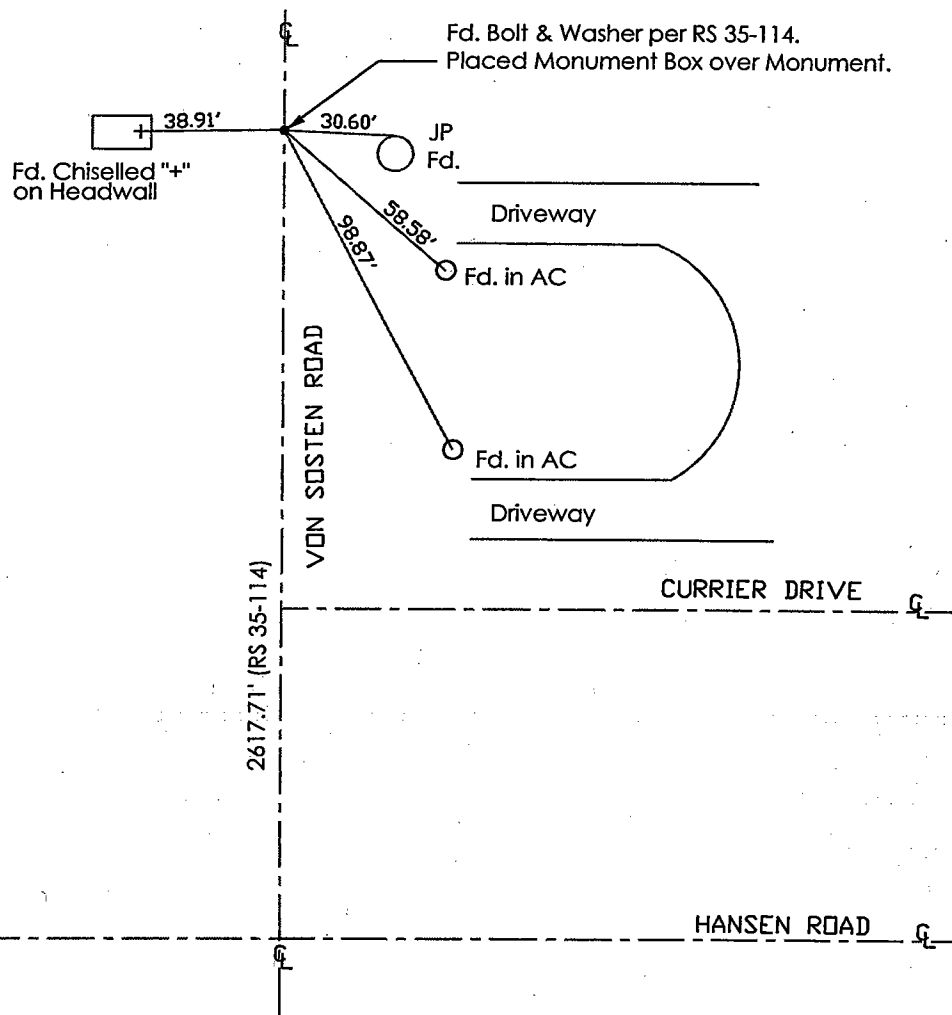 ℄
Fd. Bolt & Washer per RS 35-114.
Placed Monument Box over Monument.
38.91'
30.60'
JP
Fd.
Fd. Chiselled "+"
on Headwall
Driveway
58.58'
98.87'
Fd. in AC
Fd. in AC
Driveway
VON SOSTEN ROAD
2617.71' (RS 35-114)
CURRIER DRIVE
℄
HANSEN ROAD
℄
℄